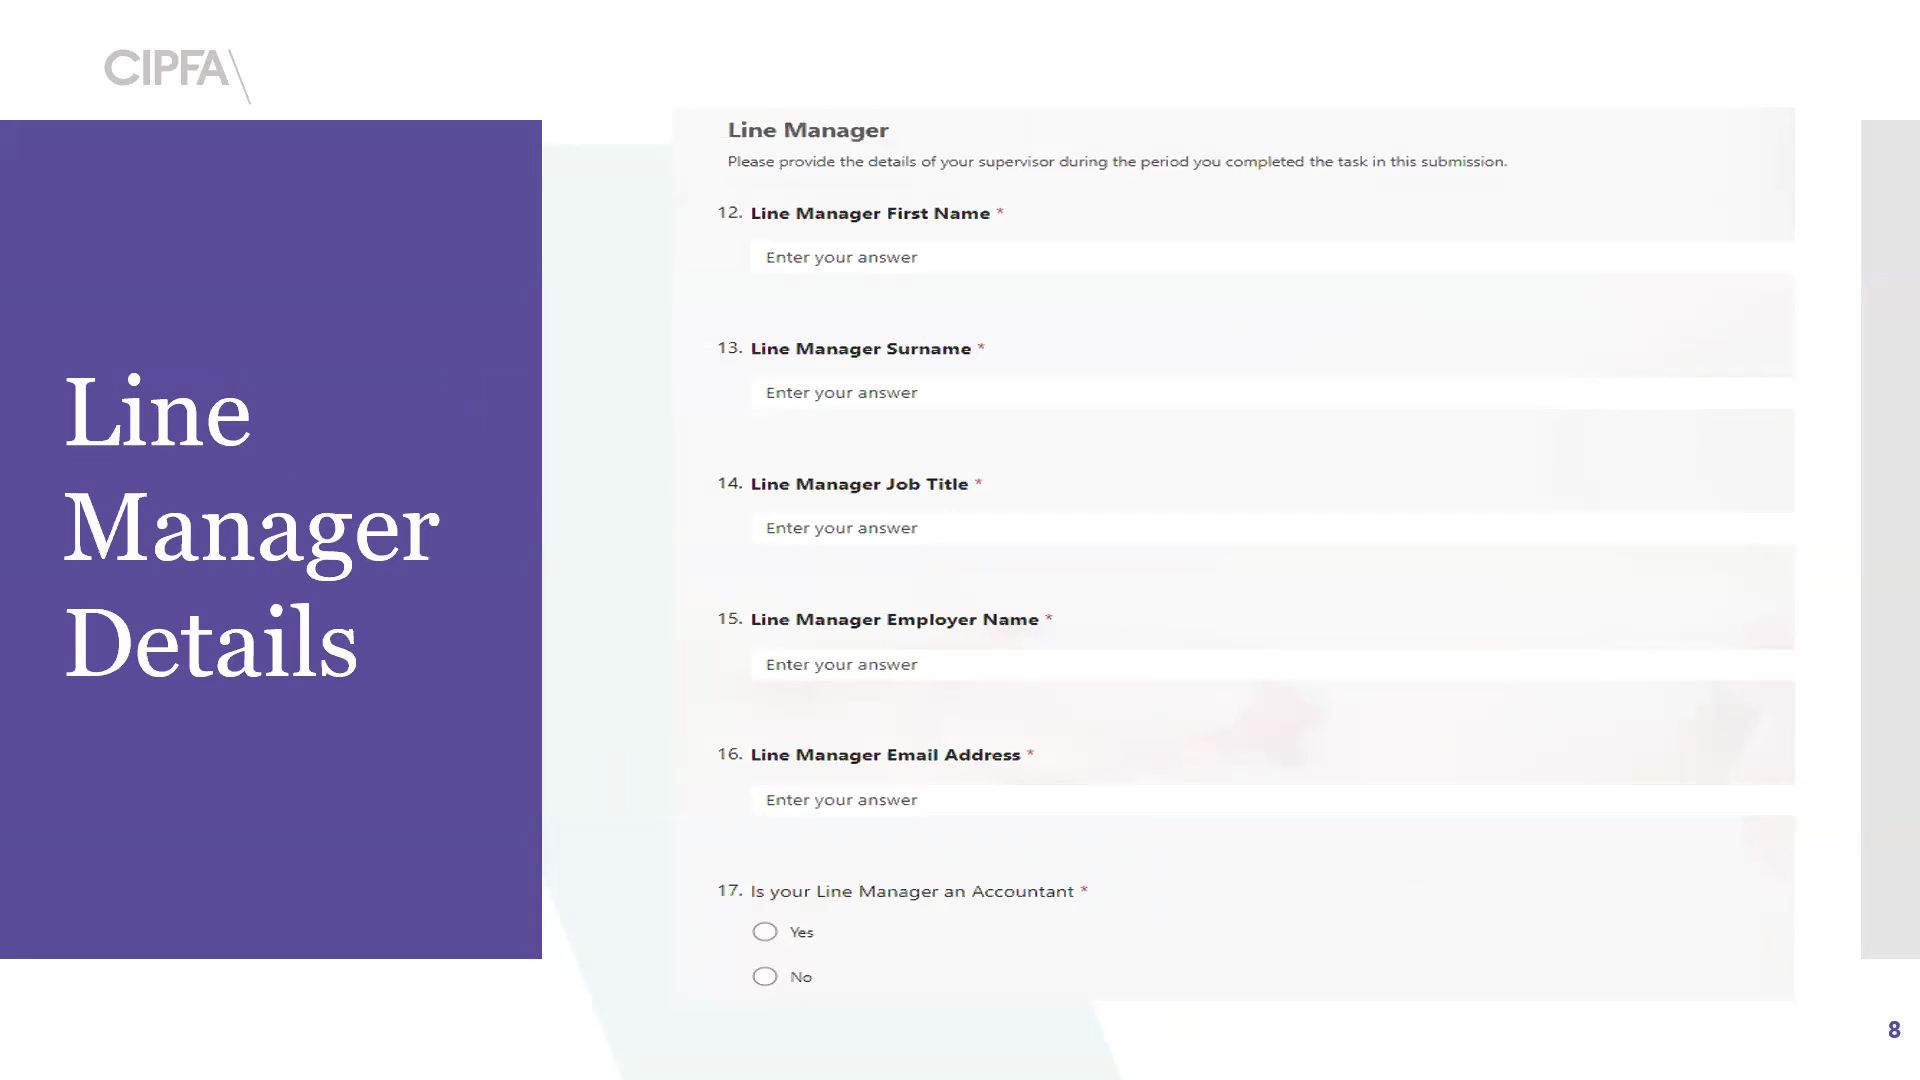 CIPFA
Line
Manager
Details
Line Manager
Please provide the details of your supervisor during the period you completed the task in this submission.
12. Line Manager First Name *
Enter your answer
13. Line Manager Surname *
Enter your answer
14. Line Manager Job Title *
Enter your answer
15. Line Manager Employer Name *
Enter your answer
16. Line Manager Email Address *
Enter your answer
17. Is your Line Manager an Accountant *
Yes
No
8